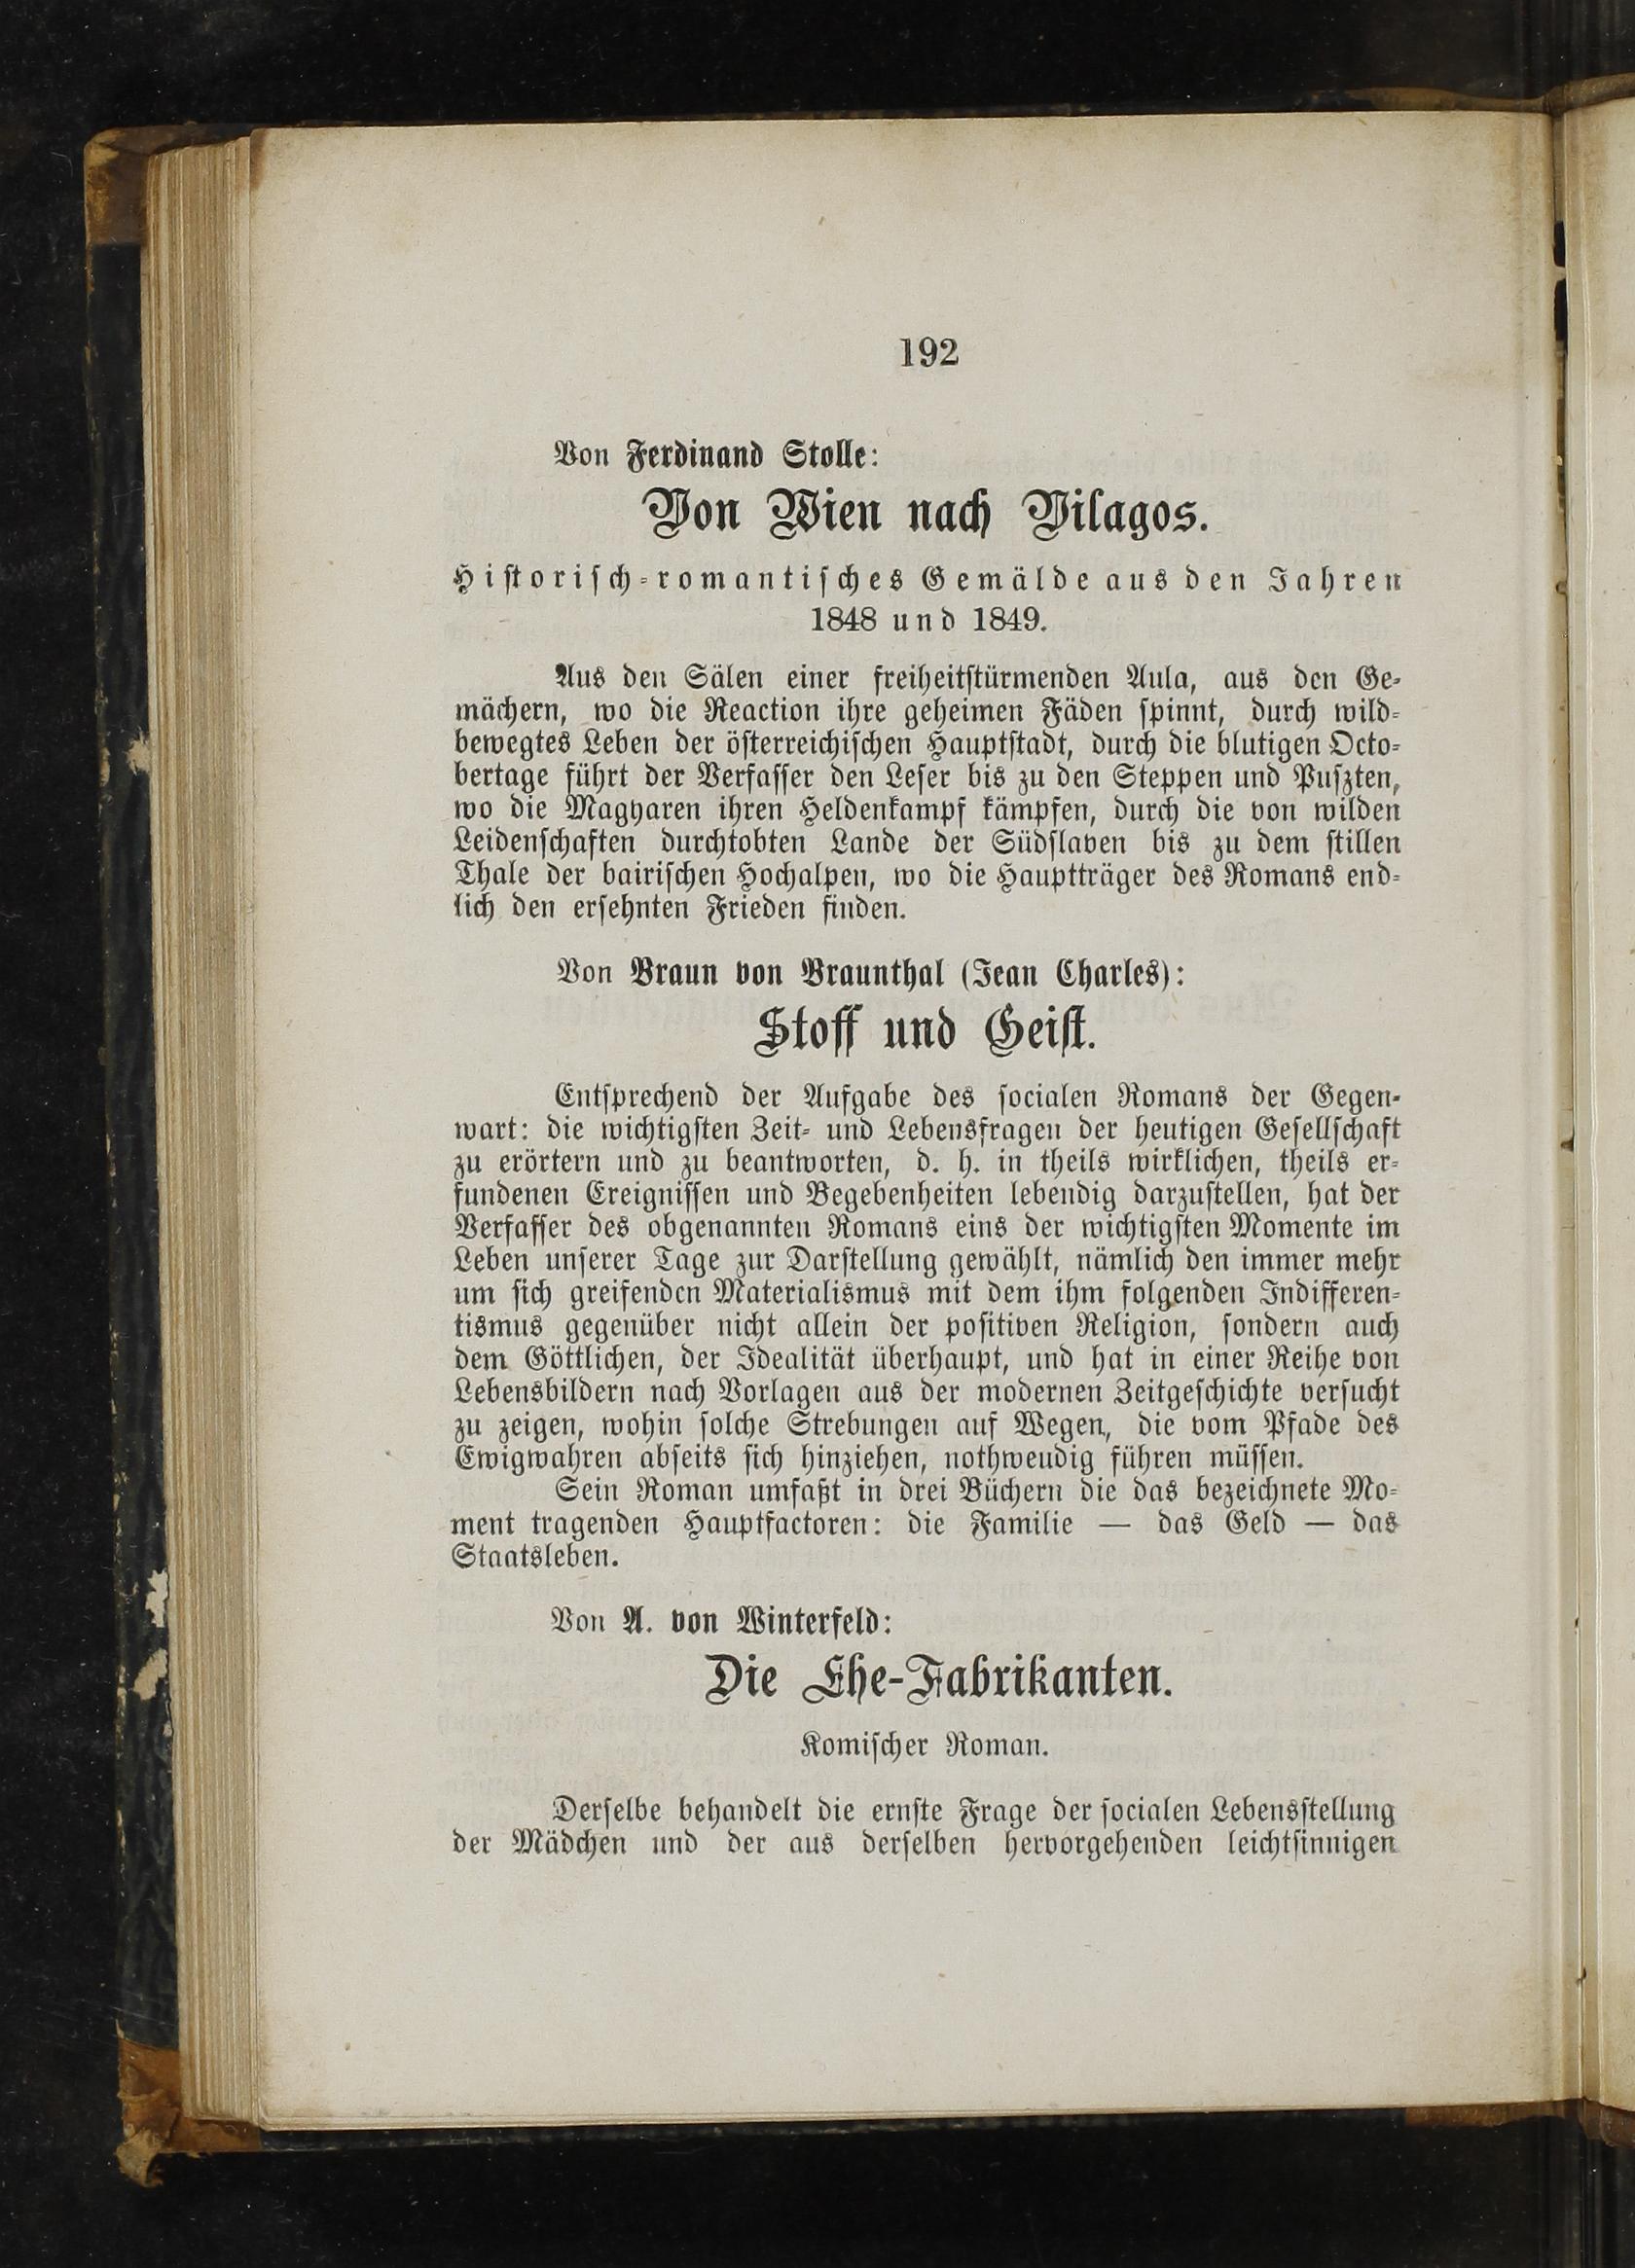 192
Von Ferdinand Stolle:
Von Wien nach Vilagos.
Historisch-romantisches Gemälde aus den Jahren
1848 und 1849.
Aus den Sälen einer freiheitstürmenden Aula, aus den Ge-
mächern, wo die Reaction ihre geheimen Fäden spinnt, durch wild-
bewegtes Leben der österreichischen Hauptstadt, durch die blutigen Octo-
bertage führt der Verfasser den Leser bis zu den Steppen und Puszten,
wo die Magyaren ihren Heldenkampf kämpfen, durch die von wilden
Leidenschaften durchtobten Lande der Südslaven bis zu dem stillen
Thale der bairischen Hochalpen, wo die Hauptträger des Romans end-
lich den ersehnten Frieden finden.
Von Braun von Braunthal (Jean Charles):
Stoff und Geist.
Entsprechend der Aufgabe des socialen Romans der Gegen-
wart: die wichtigsten Zeit- und Lebensfragen der heutigen Gesellschaft
zu erörtern und zu beantworten, d. h. in theils wirklichen, theils er-
fundenen Ereignissen und Begebenheiten lebendig darzustellen, hat der
Verfasser des obgenannten Romans eins der wichtigsten Momente im
Leben unserer Tage zur Darstellung gewählt, nämlich den immer mehr
um sich greifenden Materialismus mit dem ihm folgenden Indifferen-
tismus gegenüber nicht allein der positiven Religion, sondern auch
dem Göttlichen, der Idealität überhaupt, und hat in einer Reihe von
Lebensbildern nach Vorlagen aus der modernen Zeitgeschichte versucht
zu zeigen, wohin solche Strebungen auf Wegen, die vom Pfade des
Ewigwahren abseits sich hinziehen, nothwendig führen müssen.
Sein Roman umfaßt in drei Büchern die das bezeichnete Mo-
ment tragenden Hauptfactoren: die Familie — das Geld — das
Staatsleben.
Von A. von Winterfeld:
Die Ehe-Fabrikanten.
Komischer Roman.
Derselbe behandelt die ernste Frage der socialen Lebensstellung
der Mädchen und der aus derselben hervorgehenden leichtsinnigen